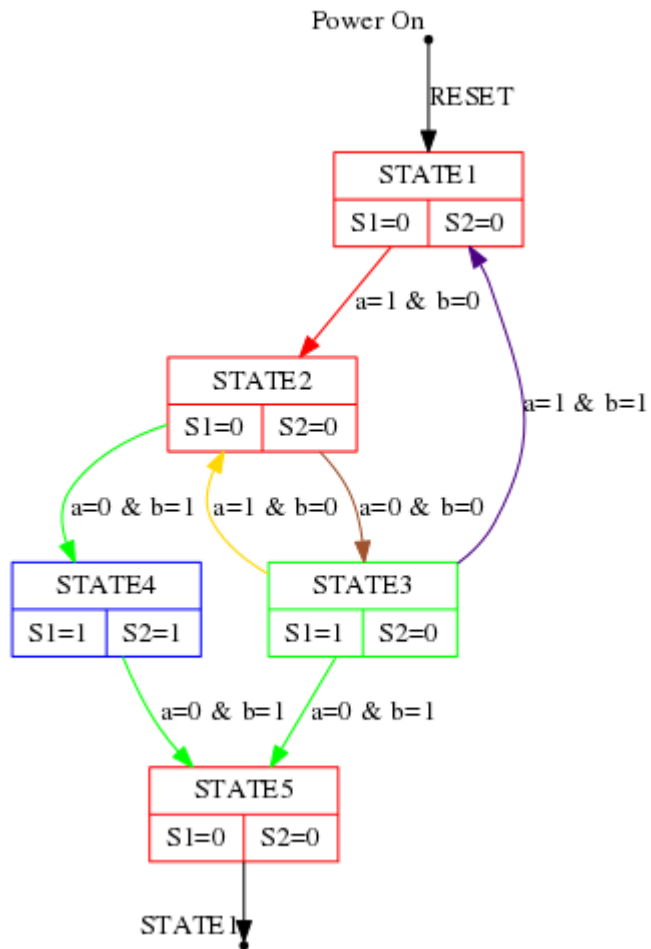 Power On
RESET
STATE1
S1=0 S2=0
a=1 & b=0
STATE2
S1=0 S2=0
a=1 & b=1
a=0 & b=1 a=1 & b=0 a=0 & b=0
STATE4 STATE3
S1=1 S2=1 S1=1 S2=0
a=0 & b=1 a=0 & b=1
STATE5
S1=0 S2=0
STATE1